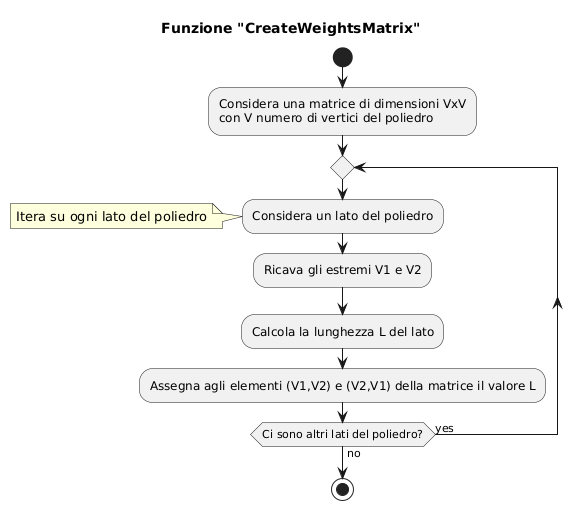 Funzione "CreateWeightsMatrix"
Considera una matrice di dimensioni VxV
con V numero di vertici del poliedro
Itera su ogni lato del poliedro
Considera un lato del poliedro
Ricava gli estremi V1 e V2
Calcola la lunghezza L del lato
Assegna agli elementi (V1,V2) e (V2,V1) della matrice il valore L
Ci sono altri lati del poliedro?
yes
no